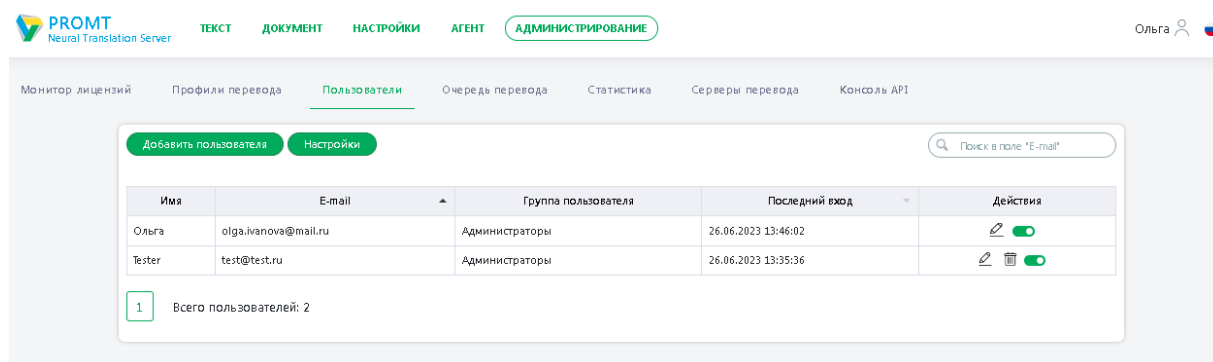 PROMT
Neural Translation Server
ТЕКСТ ДОКУМЕНТ НАСТРОЙКИ АГЕНТ АДМИНИСТРИРОВАНИЕ Ольга
Монитор лицензий Профили перевода Пользователи Очередь перевода Статистика Серверы перевода Консоль API
Добавить пользователя Настройки Поиск в поле "E-mail"
Имя E-mail Группа пользователя Последний вход Действия
Ольга olga.ivanova@mail.ru Администраторы 26.06.2023 13:46:02
Tester test@test.ru Администраторы 26.06.2023 13:35:36
1 Всего пользователей: 2